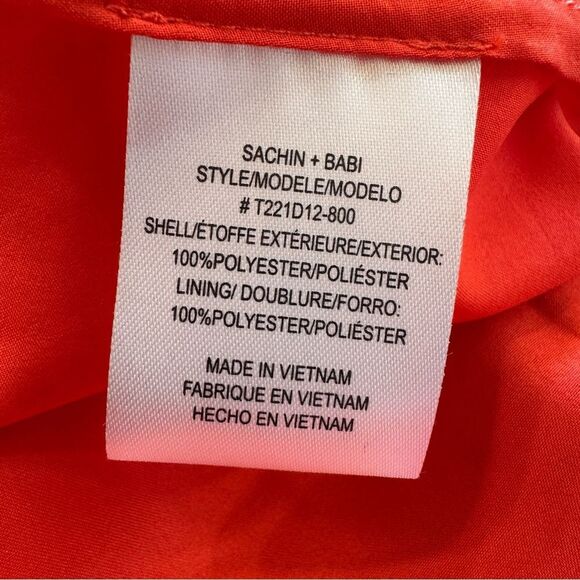 SACHIN + BABI
STYLE/MODELE/MODELO
# T221D12-800
SHELL/ÉTOFFE EXTÉRIEURE/EXTERIOR:
100%POLYESTER/POLIÉSTER
LINING/ DOUBLURE/FORRO:
100%POLYESTER/POLIÉSTER
MADE IN VIETNAM
FABRIQUE EN VIETNAM
HECHO EN VIETNAM